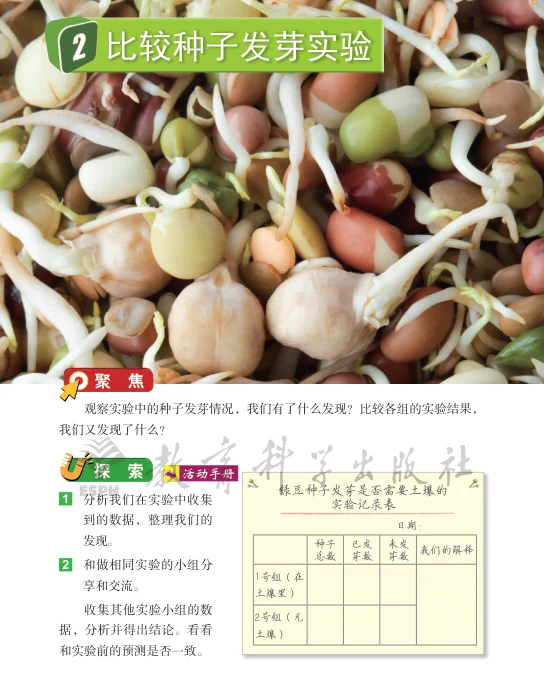 2 比较种子发芽实验
聚 焦
观察实验中的种子发芽情况，我们有了什么发现？比较各组的实验结果，
我们又发现了什么？
教育科学出版社
ESPH
探 索 活动手册
1 分析我们在实验中收集
到的数据，整理我们的
发现。
2 和做相同实验的小组分
享和交流。
收集其他实验小组的数
据，分析并得出结论。看看
和实验前的预测是否一致。
绿豆种子发芽是否需要土壤的
实验记录表
日期：
种子 已发 未发 我们的解释
总数 芽数 芽数
1号组（在
土壤里）
2号组（无
土壤）